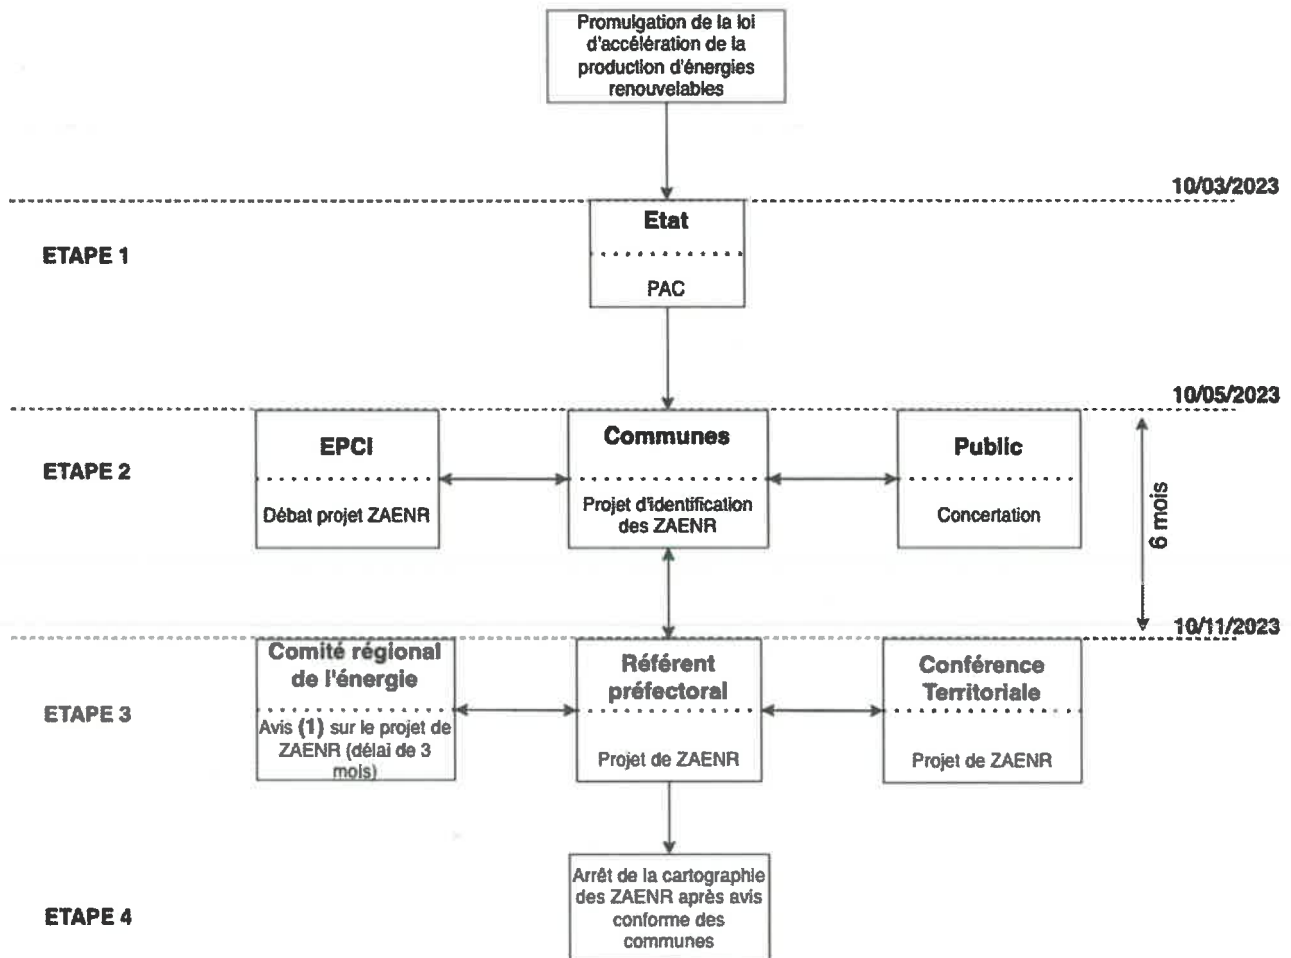 Promulgation de la loi
d'accélération de la
production d'énergies
renouvelables
10/03/2023
ETAPE 1
Etat
PAC
10/05/2023
ETAPE 2
EPCI
Débat projet ZAENR
Communes
Projet d'identification
des ZAENR
Public
Concertation
6 mois
10/11/2023
ETAPE 3
Comité régional
de l'énergie
Avis (1) sur le projet de
ZAENR (délai de 3
mois)
Référent
préfectoral
Projet de ZAENR
Conférence
Territoriale
Projet de ZAENR
ETAPE 4
Arrêt de la cartographie
des ZAENR après avis
conforme des
communes